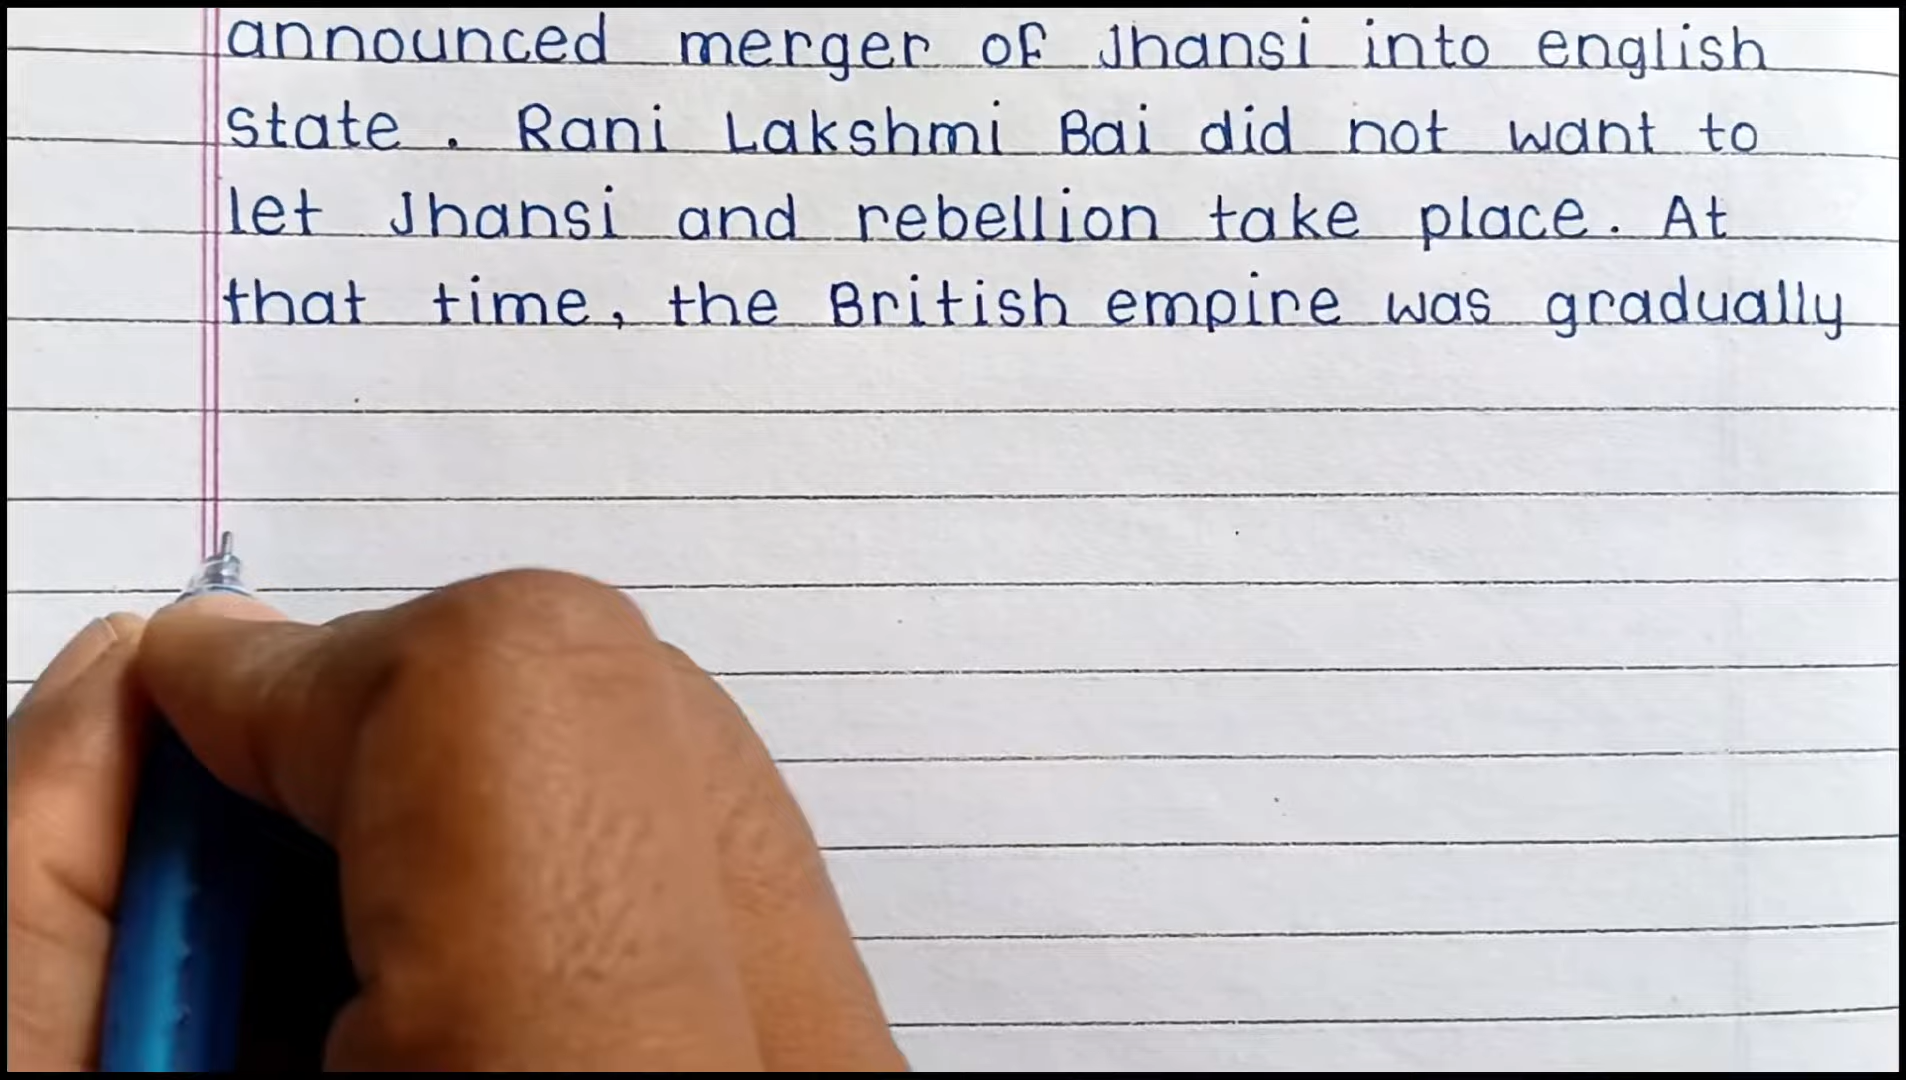 announced merger of Jhansi into english
state . Rani Lakshmi Bai did not want to
let Jhansi and rebellion take place. At
that time, the British empire was gradually